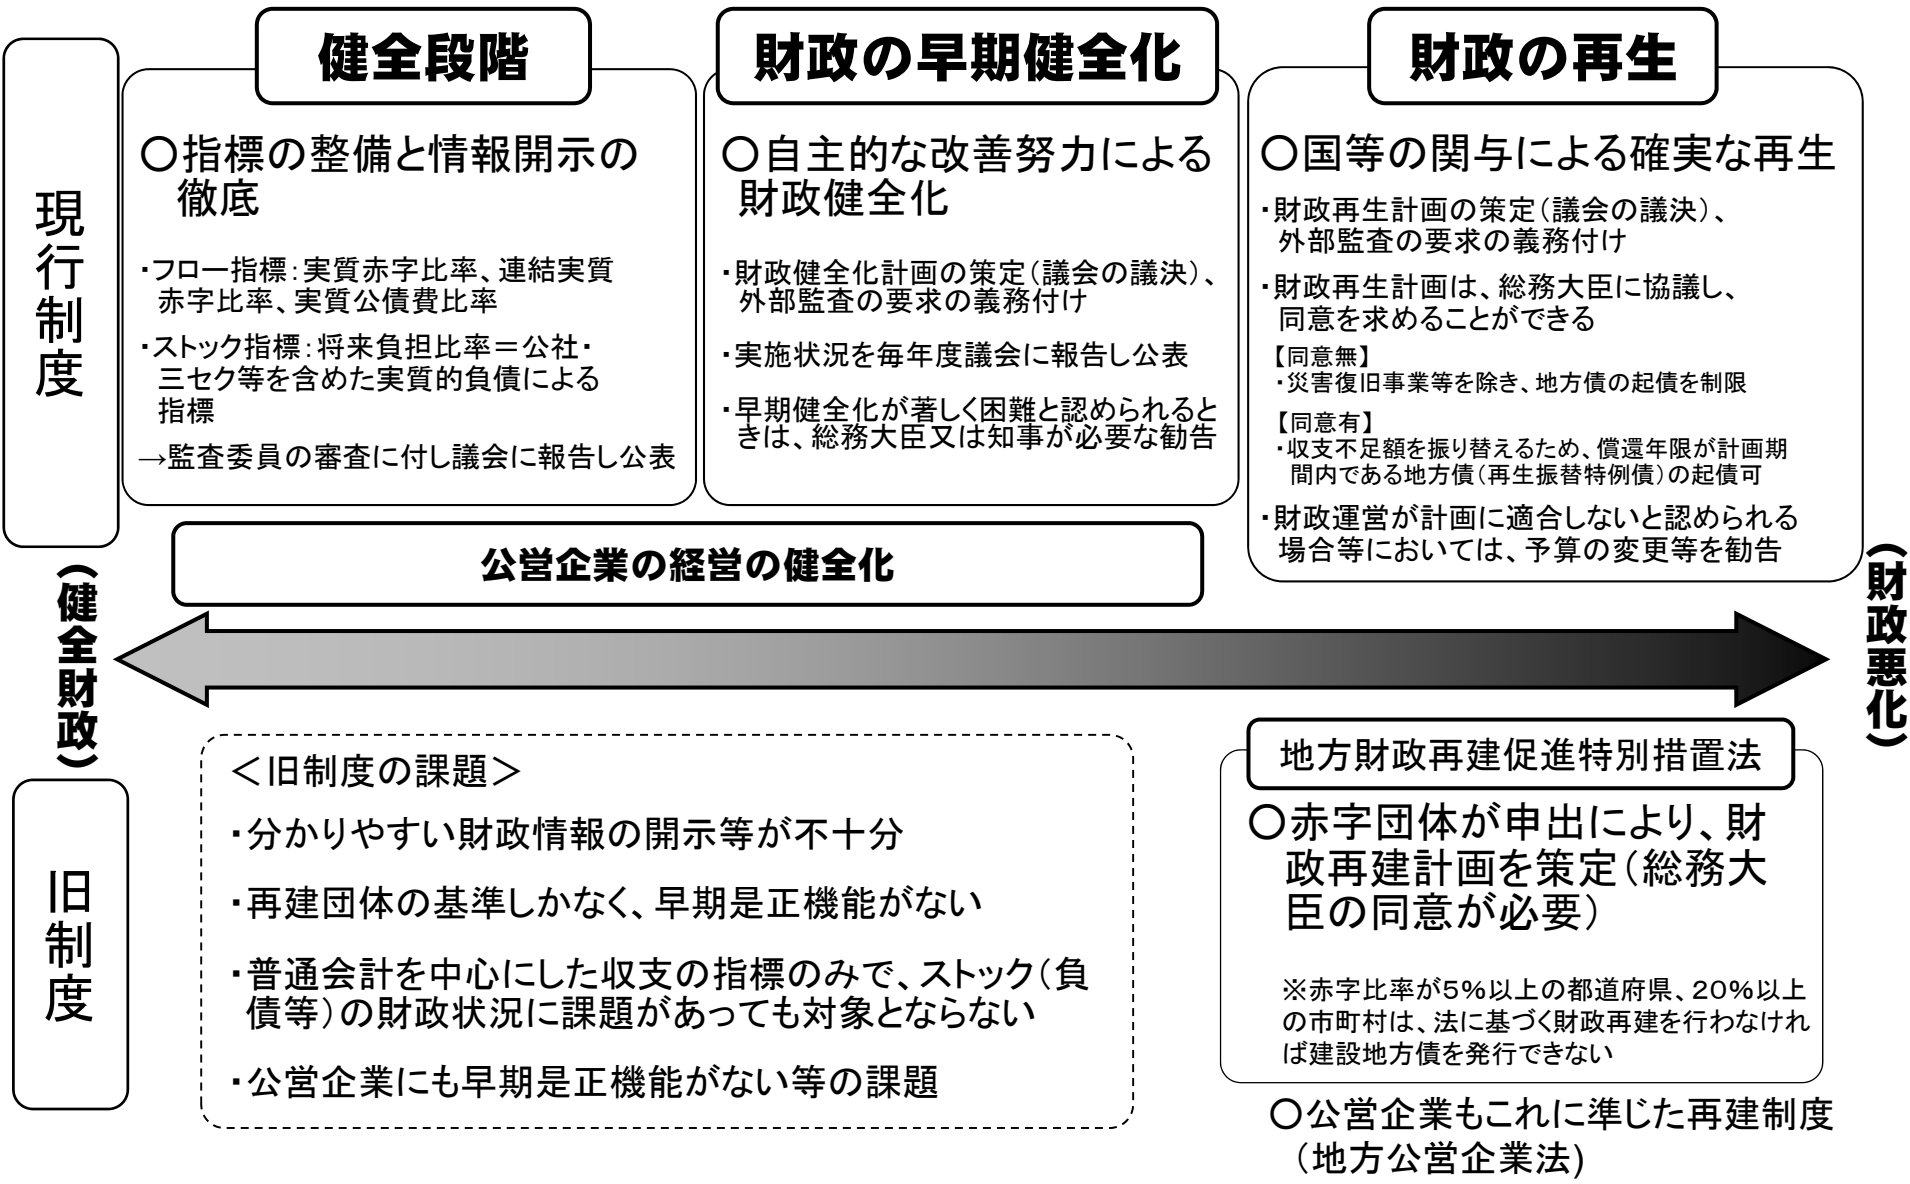 現行制度
健全段階
○指標の整備と情報開示の
徹底
・フロー指標：実質赤字比率、連結実質
赤字比率、実質公債費比率
・ストック指標：将来負担比率＝公社・
三セク等を含めた実質的負債による
指標
→監査委員の審査に付し議会に報告し公表
財政の早期健全化
○自主的な改善努力による
財政健全化
・財政健全化計画の策定（議会の議決）、
外部監査の要求の義務付け
・実施状況を毎年度議会に報告し公表
・早期健全化が著しく困難と認められると
きは、総務大臣又は知事が必要な勧告
財政の再生
○国等の関与による確実な再生
・財政再生計画の策定（議会の議決）、
外部監査の要求の義務付け
・財政再生計画は、総務大臣に協議し、
同意を求めることができる
【同意無】
・災害復旧事業等を除き、地方債の起債を制限
【同意有】
・収支不足額を振り替えるため、償還年限が計画期
間内である地方債（再生振替特例債）の起債可
・財政運営が計画に適合しないと認められる
場合等においては、予算の変更等を勧告
公営企業の経営の健全化
（健全財政）
（財政悪化）
旧制度
＜旧制度の課題＞
・分かりやすい財政情報の開示等が不十分
・再建団体の基準しかなく、早期是正機能がない
・普通会計を中心にした収支の指標のみで、ストック（負
債等）の財政状況に課題があっても対象とならない
・公営企業にも早期是正機能がない等の課題
地方財政再建促進特別措置法
○赤字団体が申出により、財
政再建計画を策定（総務大
臣の同意が必要）
※赤字比率が5％以上の都道府県、20％以上
の市町村は、法に基づく財政再建を行わなけれ
ば建設地方債を発行できない
○公営企業もこれに準じた再建制度
（地方公営企業法)